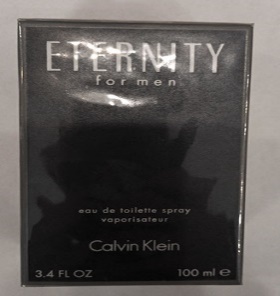 ETERNITY
for men
eau de toilette spray
vaporisateur
Calvin Klein
3.4 FL OZ 100 ml e